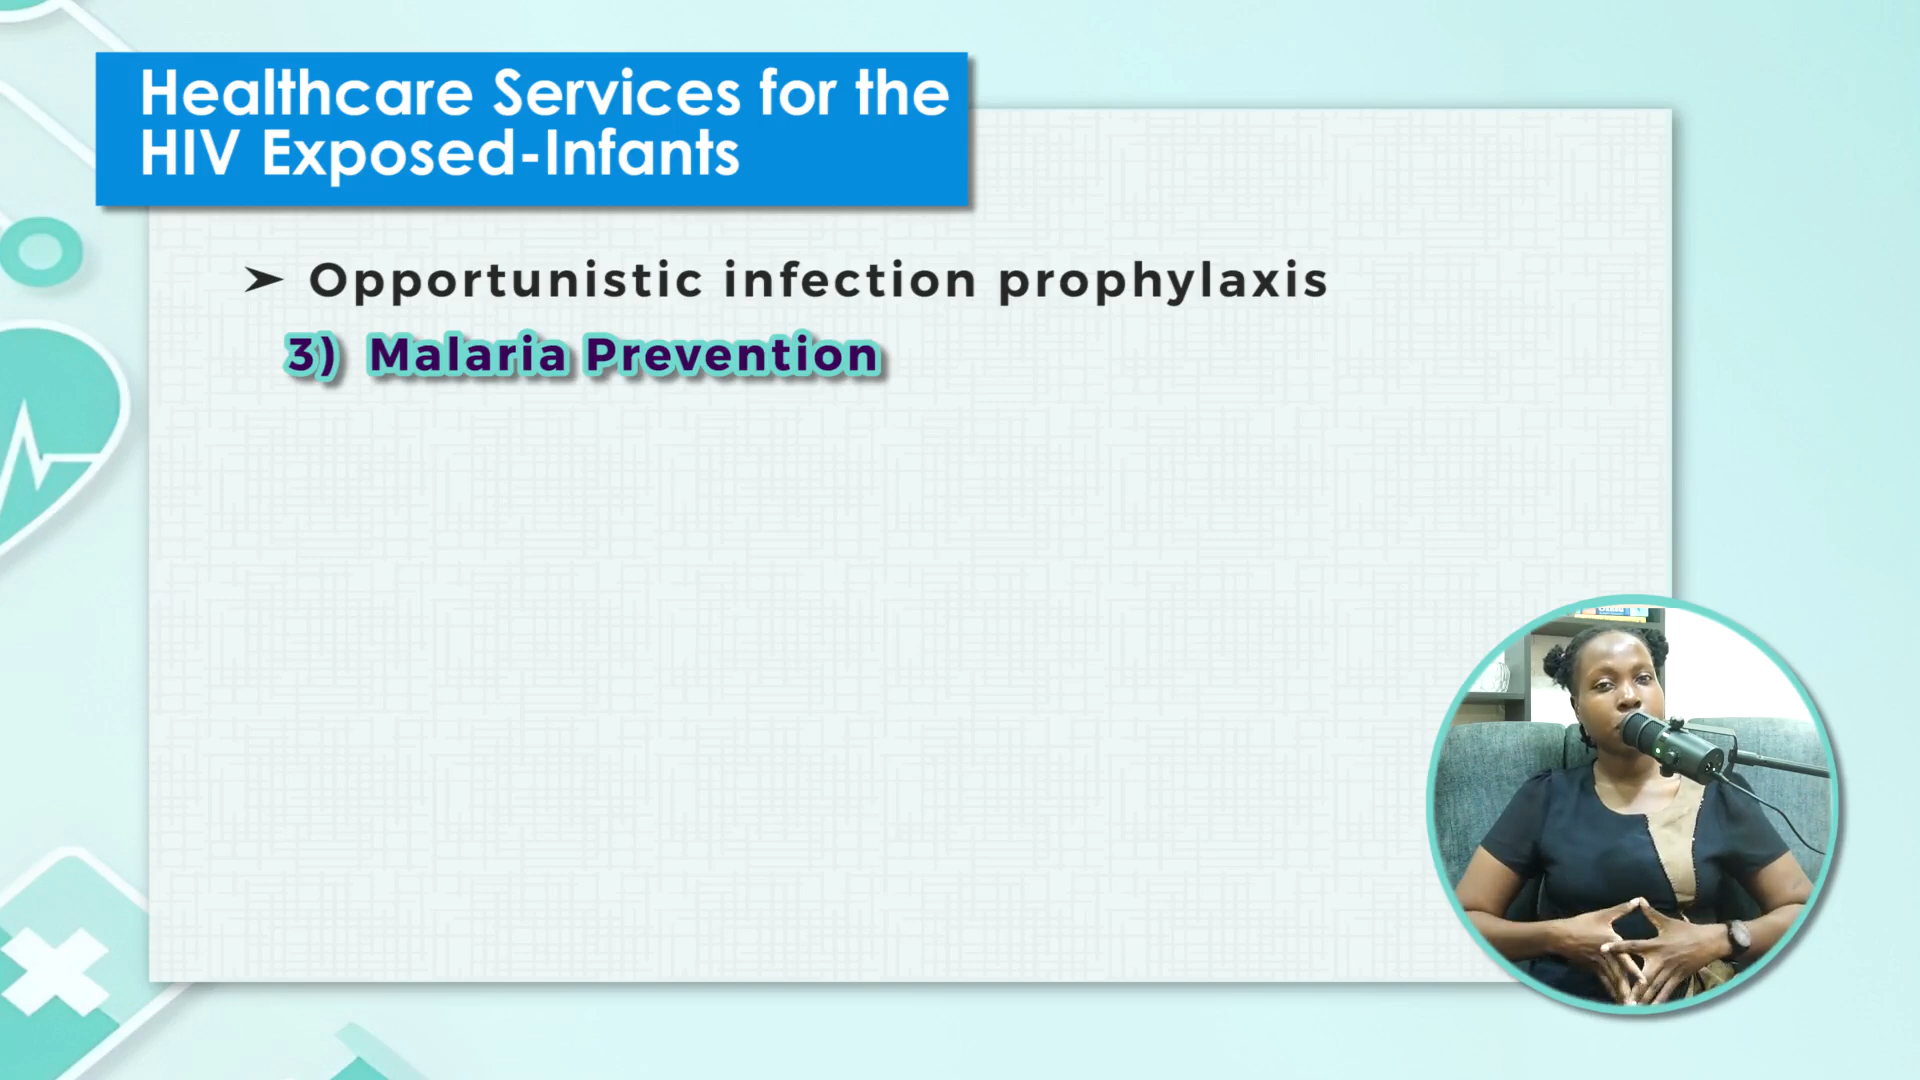 Healthcare Services for the
HIV Exposed-Infants
➤ Opportunistic infection prophylaxis
3) Malaria Prevention